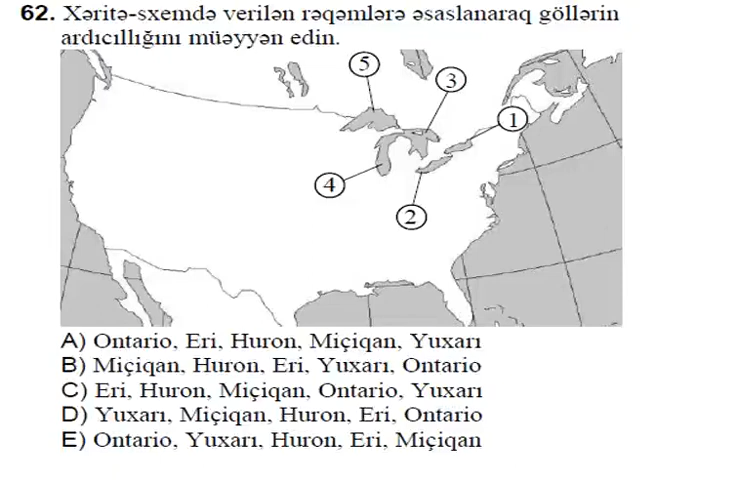 62. Xəritə-sxemdə verilən rəqəmlərə əsaslanaraq göllərin
ardıcıllığını müəyyən edin.
5
3
1
4
2
A) Ontario, Eri, Huron, Miçiqan, Yuxarı
B) Miçiqan, Huron, Eri, Yuxarı, Ontario
C) Eri, Huron, Miçiqan, Ontario, Yuxarı
D) Yuxarı, Miçiqan, Huron, Eri, Ontario
E) Ontario, Yuxarı, Huron, Eri, Miçiqan